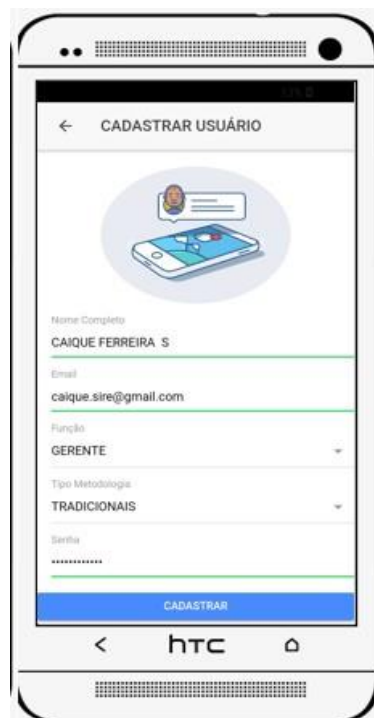 CADASTRAR USUÁRIO
Nome Completo
CAIQUE FERREIRA S
Email
caique.sire@gmail.com
Função
GERENTE
Tipo Metodologia
TRADICIONAIS
Senha
••••••••••••
CADASTRAR
hTC